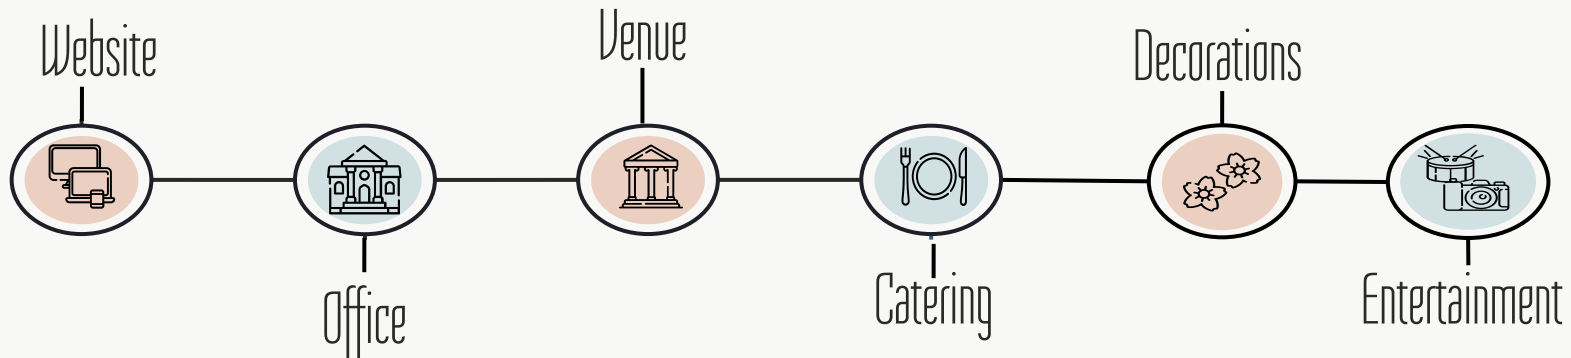 Website
Office
Venue
Catering
Decorations
Entertainment